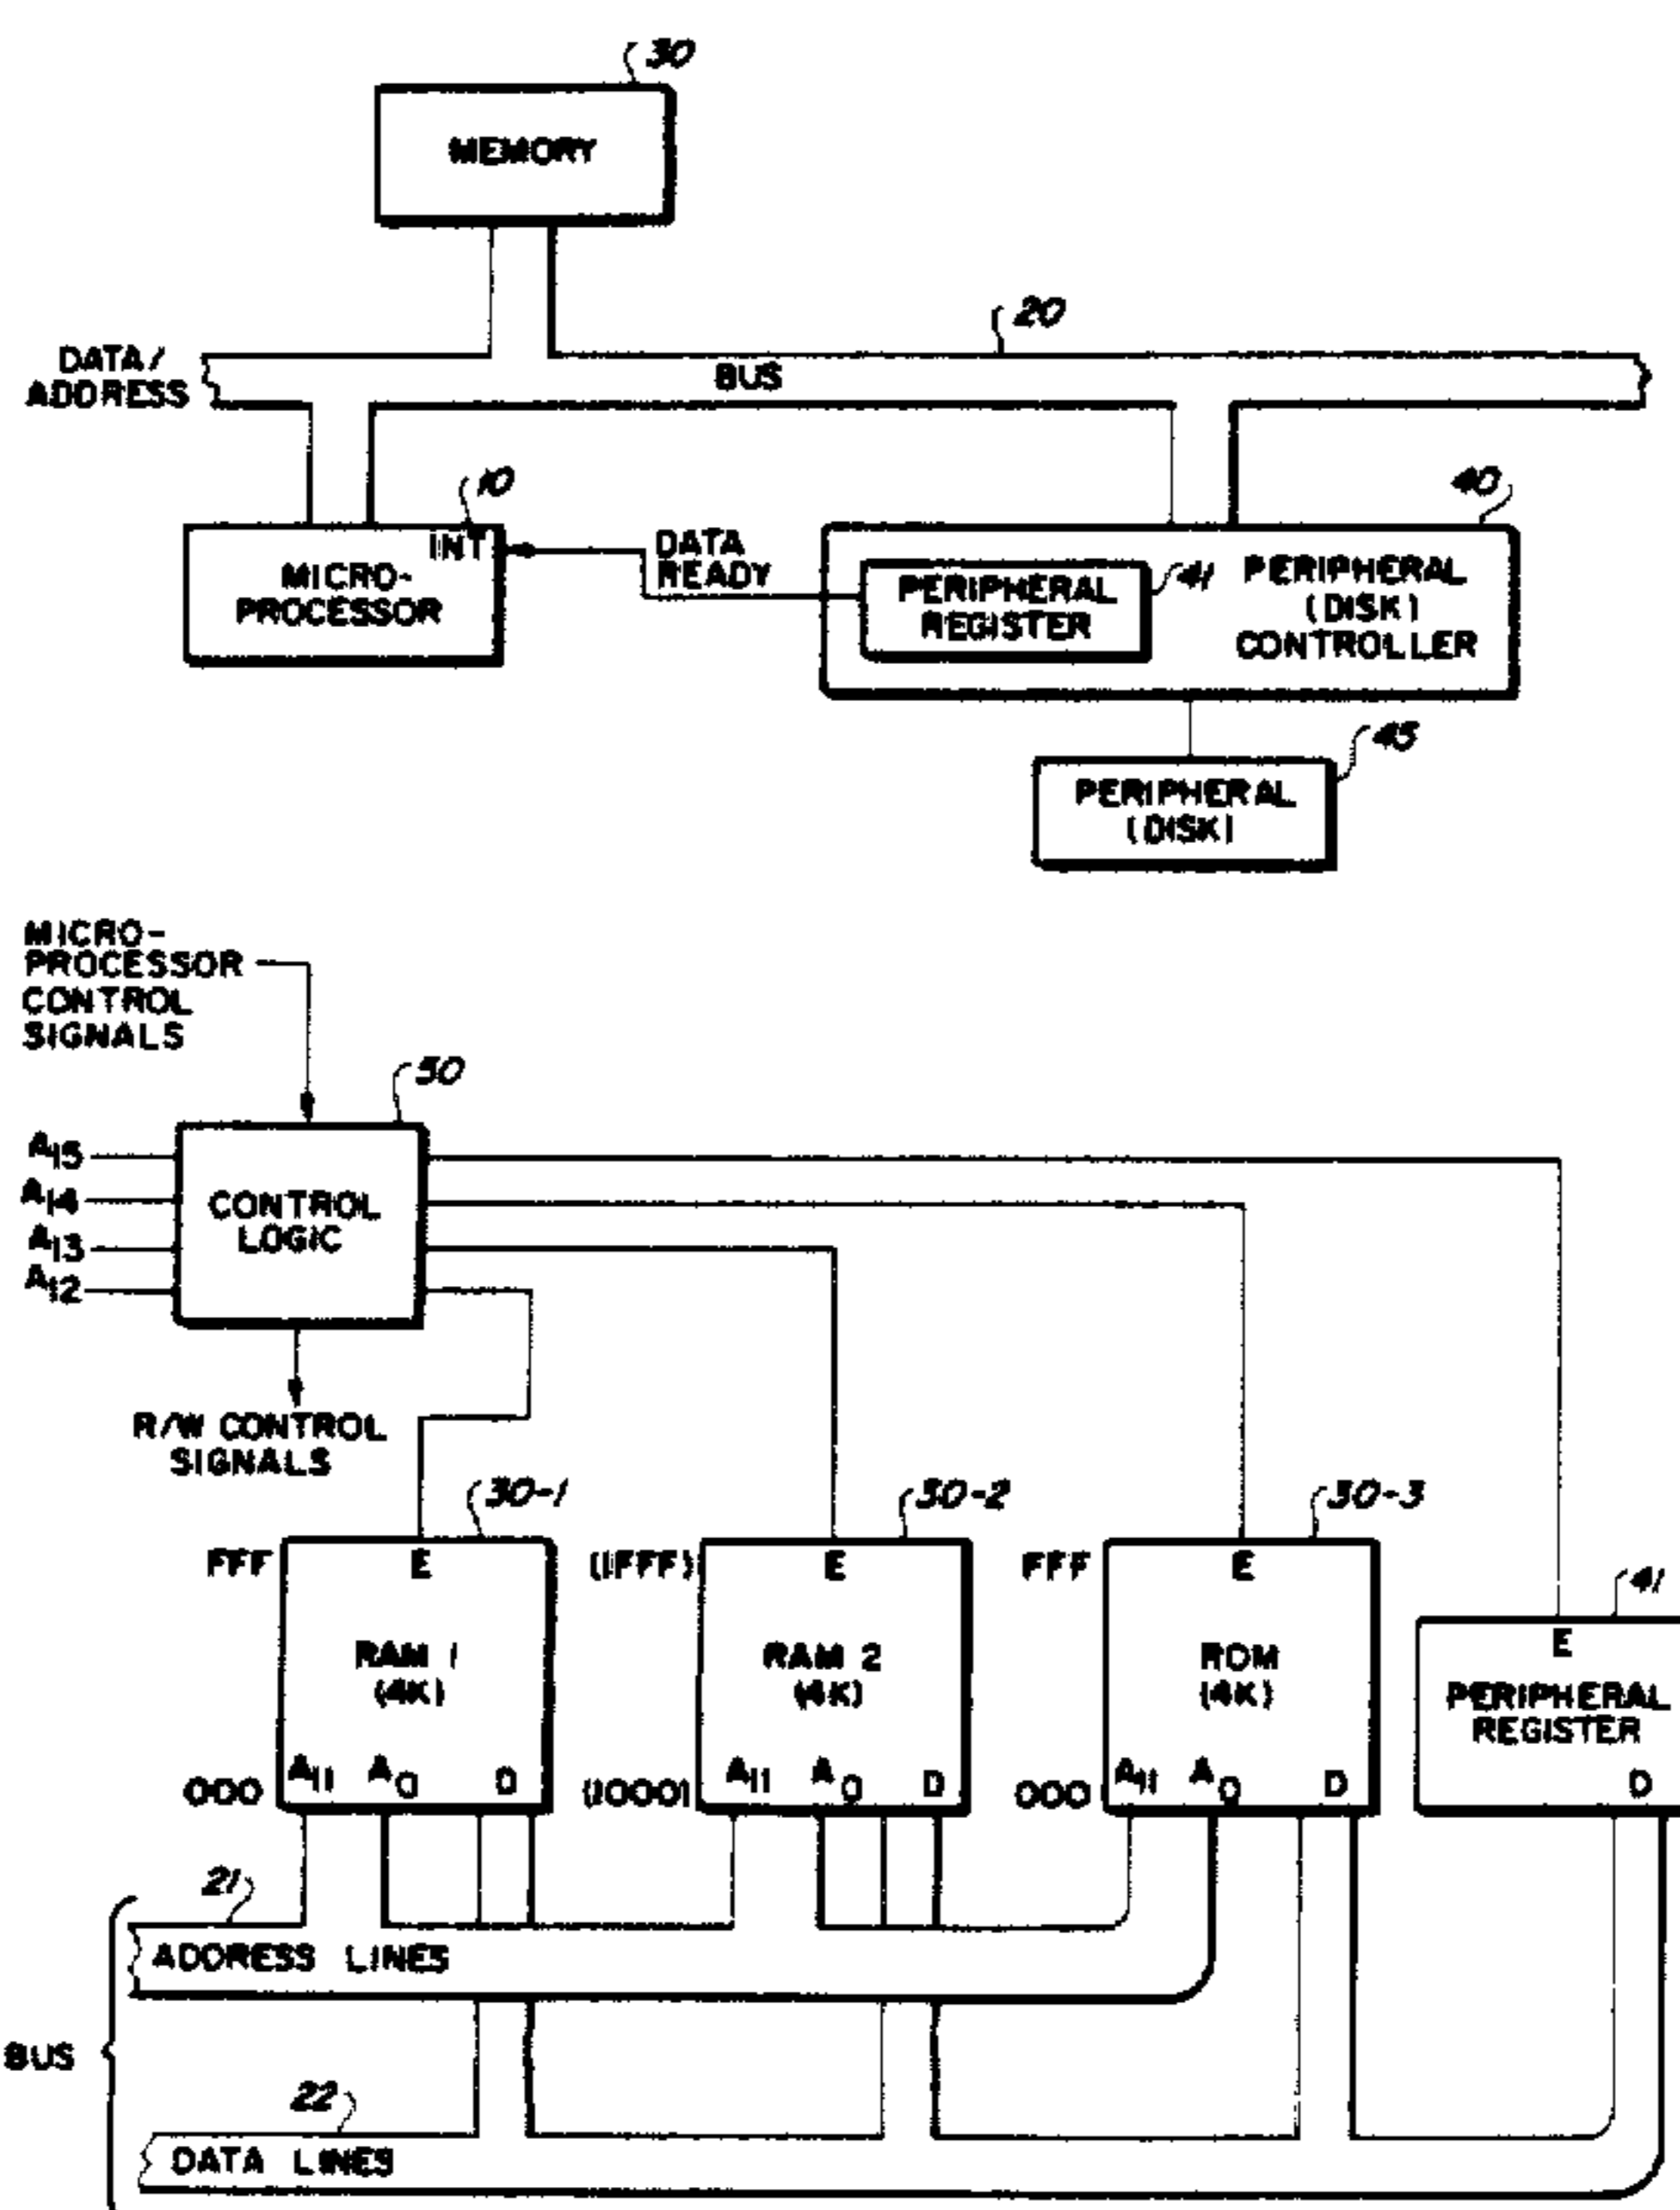 30
MEMORY
20
DATA/
ADDRESS
BUS
10
INT
MICRO-
PROCESSOR
DATA
READY
40
PERIPHERAL
REGISTER
41
PERIPHERAL
(DISK)
CONTROLLER
45
PERIPHERAL
(DISK)
MICRO-
PROCESSOR
CONTROL
SIGNALS
50
A15
A14
A13
A12
CONTROL
LOGIC
R/W CONTROL
SIGNALS
30-1
30-2
30-3
FFF
E
RAM 1
(4K)
000
A11 A0 D
(1FFF)
E
RAM 2
(4K)
(1000)
A11 A0 D
FFF
E
ROM
(4K)
000
A11 A0 D
41
E
PERIPHERAL
REGISTER
D
21
ADDRESS LINES
BUS
22
DATA LINES